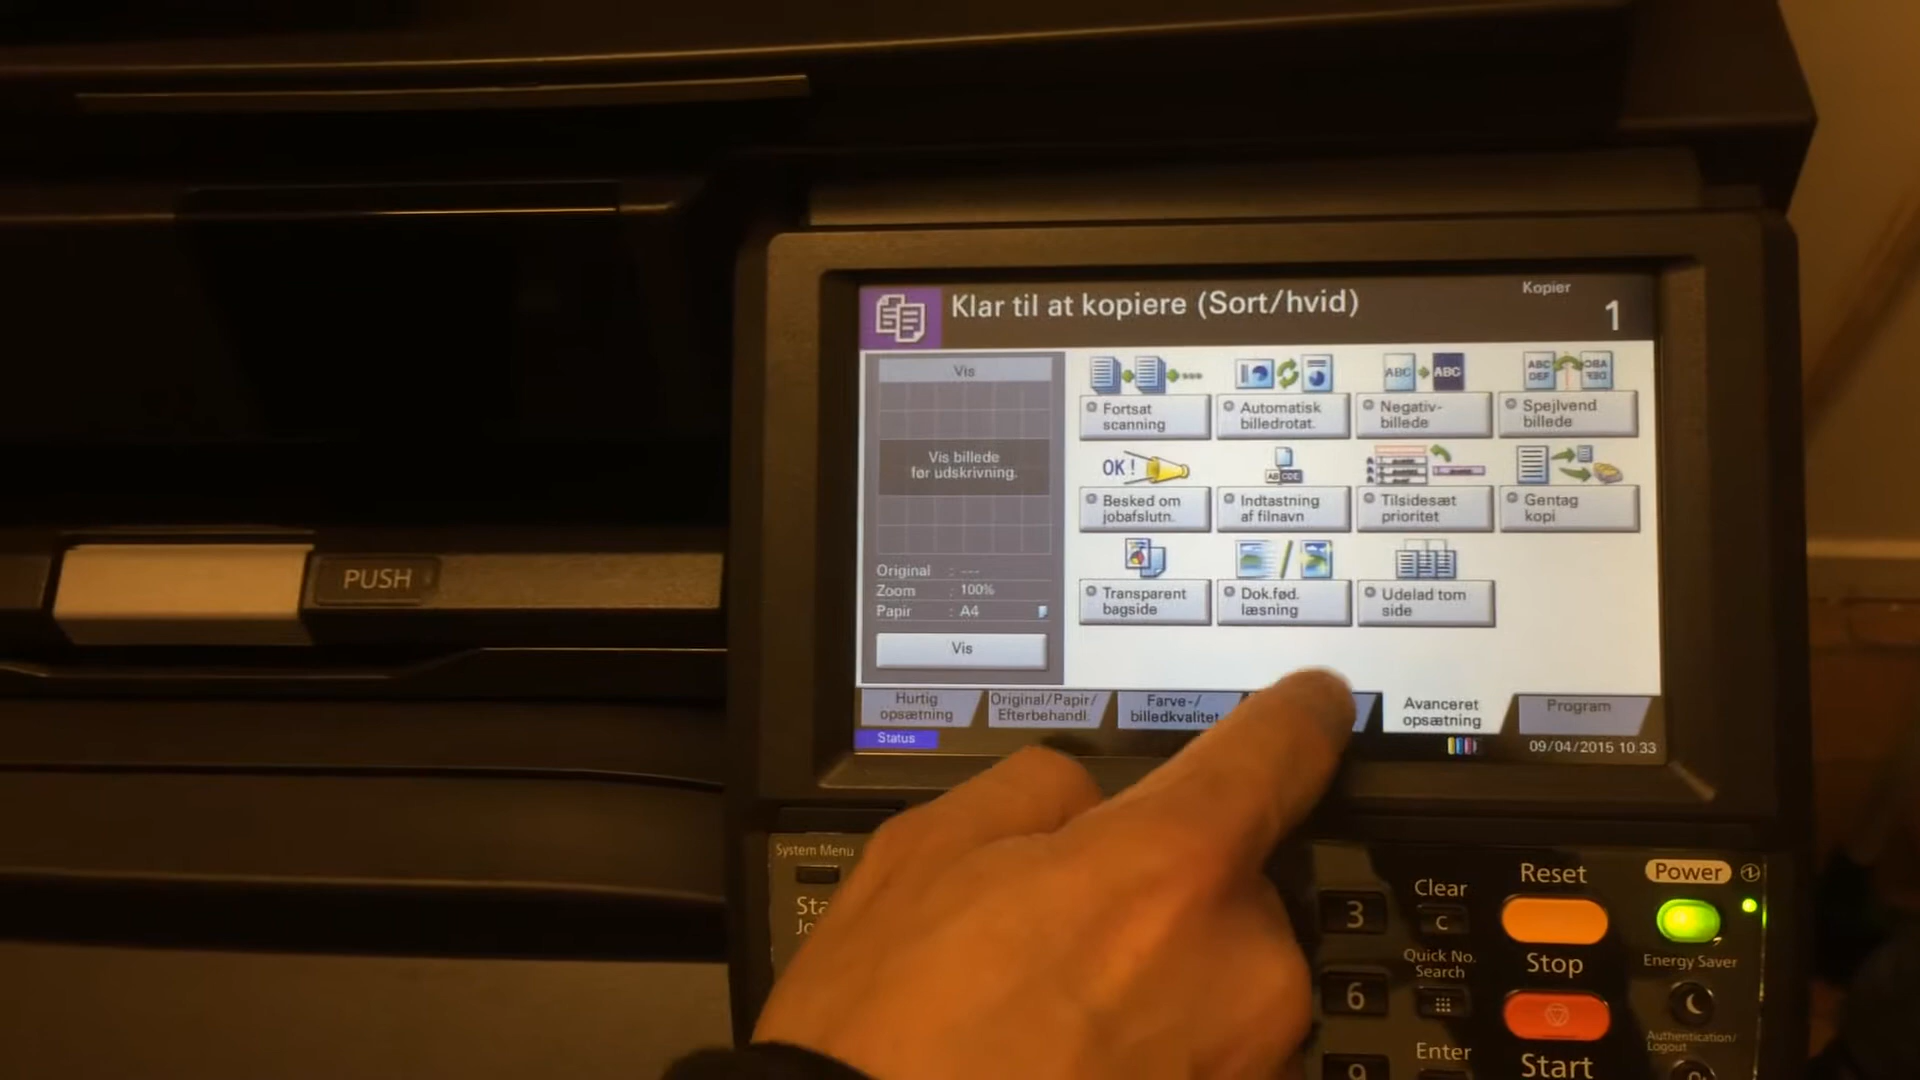 Klar til at kopiere (Sort/hvid)
Kopier
1
Vis
Vis billede
før udskrivning.
Original : ---
Zoom : 100%
Papir : A4
Vis
Fortsat
scanning
Automatisk
billedrotat.
ABC ABC
Negativ-
billede
ABC
DEF
Spejlvend
billede
OK!
Besked om
jobafslutn.
Indtastning
af filnavn
Tilsidesæt
prioritet
Gentag
kopi
Transparent
bagside
Dok.fød.
læsning
Udelad tom
side
Hurtig
opsætning
Original/Papir/
Efterbehandl.
Farve-/
billedkvalitet
Avanceret
opsætning
Program
Status
09/04/2015 10:33
PUSH
System Menu
3
6
9
Clear
C
Quick No.
Search
Enter
Reset
Stop
Start
Power
Energy Saver
Authentication/
Logout